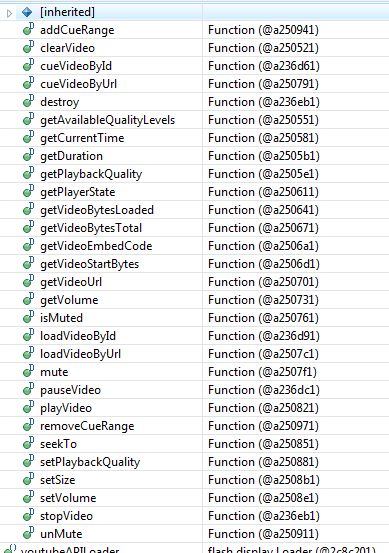 [inherited]
addCueRange Function (@a250941)
clearVideo Function (@a250521)
cueVideoById Function (@a236d61)
cueVideoByUrl Function (@a250791)
destroy Function (@a236eb1)
getAvailableQualityLevels Function (@a250551)
getCurrentTime Function (@a250581)
getDuration Function (@a2505b1)
getPlaybackQuality Function (@a2505e1)
getPlayerState Function (@a250611)
getVideoBytesLoaded Function (@a250641)
getVideoBytesTotal Function (@a250671)
getVideoEmbedCode Function (@a2506a1)
getVideoStartBytes Function (@a2506d1)
getVideoUrl Function (@a250701)
getVolume Function (@a250731)
isMuted Function (@a250761)
loadVideoById Function (@a236d91)
loadVideoByUrl Function (@a2507c1)
mute Function (@a2507f1)
pauseVideo Function (@a236dc1)
playVideo Function (@a250821)
removeCueRange Function (@a250971)
seekTo Function (@a250851)
setPlaybackQuality Function (@a250881)
setSize Function (@a2508b1)
setVolume Function (@a2508e1)
stopVideo Function (@a236eb1)
unMute Function (@a250911)
youtubeAPILoader flash.display.Loader (@2c8c201)